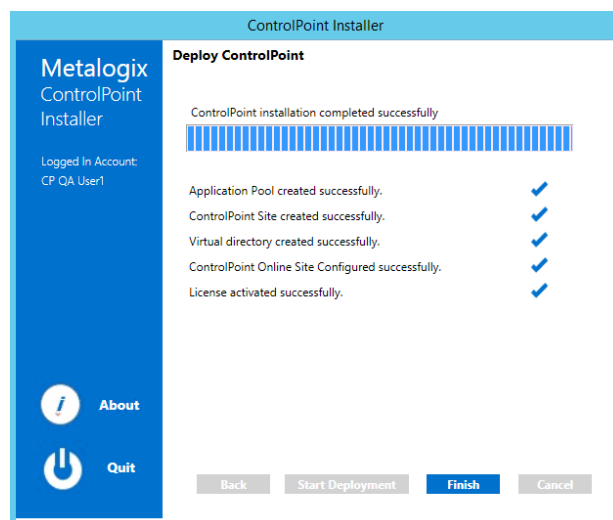 ControlPoint Installer
Metalogix
ControlPoint
Installer
Logged In Account:
CP QA User1
About
Quit
Deploy ControlPoint
ControlPoint installation completed successfully
Application Pool created successfully.
ControlPoint Site created successfully.
Virtual directory created successfully.
ControlPoint Online Site Configured successfully.
License activated successfully.
Back Start Deployment Finish Cancel